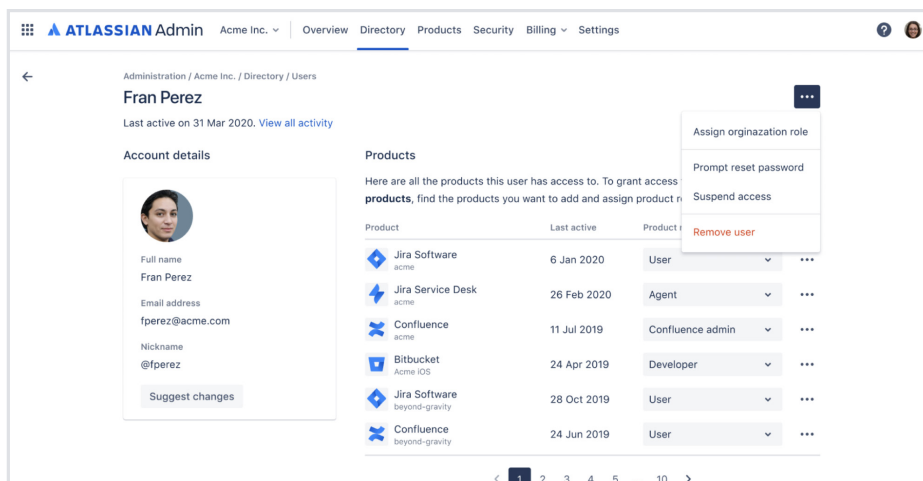 ATLASSIAN Admin Acme Inc. Overview Directory Products Security Billing Settings
Administration / Acme Inc. / Directory / Users
Fran Perez
Last active on 31 Mar 2020. View all activity
Assign orginazation role
Prompt reset password
Suspend access
Remove user
Account details
Full name
Fran Perez
Email address
fperez@acme.com
Nickname
@fperez
Suggest changes
Products
Here are all the products this user has access to. To grant access
products, find the products you want to add and assign product
Product Last active Product
Jira Software 6 Jan 2020 User
acme
Jira Service Desk 26 Feb 2020 Agent
acme
Confluence 11 Jul 2019 Confluence admin
acme
Bitbucket 24 Apr 2019 Developer
Acme iOS
Jira Software 28 Oct 2019 User
beyond-gravity
Confluence 24 Jun 2019 User
beyond-gravity
1 2 3 4 5 ... 10